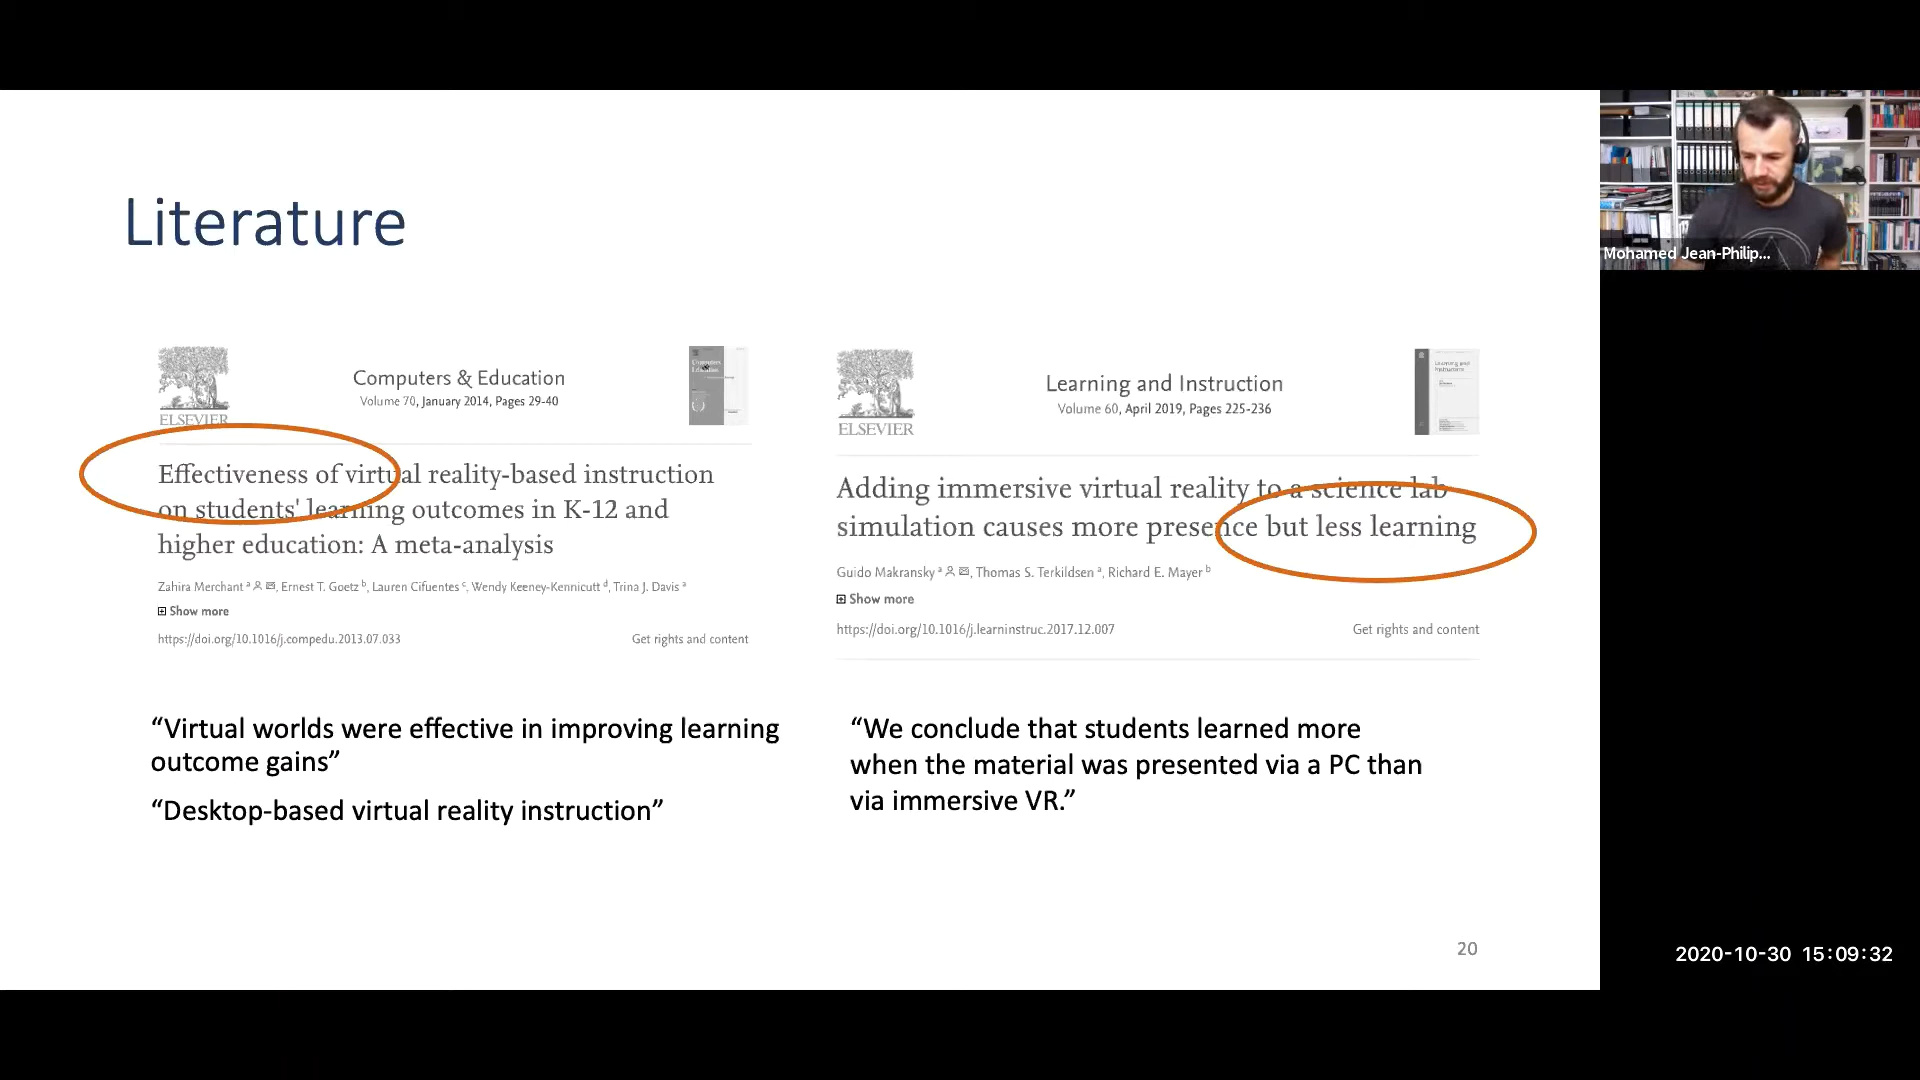 Literature
ELSEVIER
Computers & Education
Volume 70, January 2014, Pages 29-40
Effectiveness of virtual reality-based instruction
on students' learning outcomes in K-12 and
higher education: A meta-analysis
Zahira Merchant a, Ernest T. Goetz b, Lauren Cifuentes c, Wendy Keeney-Kennicutt d, Trina J. Davis a
Show more
https://doi.org/10.1016/j.compedu.2013.07.033 Get rights and content
“Virtual worlds were effective in improving learning
outcome gains”
“Desktop-based virtual reality instruction”
ELSEVIER
Learning and Instruction
Volume 60, April 2019, Pages 225-236
Learning and
Instruction
Adding immersive virtual reality to a science lab
simulation causes more presence but less learning
Guido Makransky a, Thomas S. Terkildsen a, Richard E. Mayer b
Show more
https://doi.org/10.1016/j.learninstruc.2017.12.007 Get rights and content
“We conclude that students learned more
when the material was presented via a PC than
via immersive VR.”
20
Mohamed Jean-Philip...
2020-10-30 15:09:32